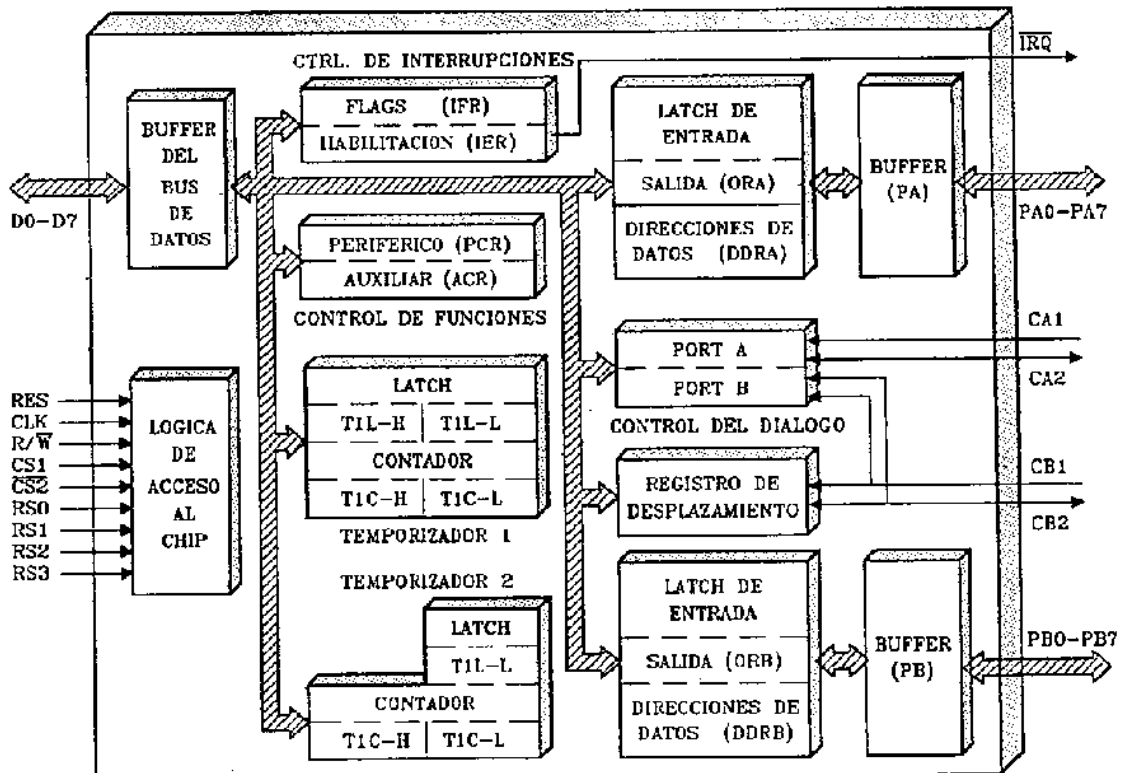 IRQ
CTRL. DE INTERRUPCIONES
FLAGS (IFR)
HABILITACION (IER)
BUFFER
DEL
BUS
DE
DATOS
D0-D7
LATCH DE
ENTRADA
SALIDA (ORA)
DIRECCIONES DE
DATOS (DDRA)
BUFFER
(PA)
PA0-PA7
PERIFERICO (PCR)
AUXILIAR (ACR)
CONTROL DE FUNCIONES
PORT A
PORT B
CONTROL DEL DIALOGO
CA1
CA2
RES
CLK
R/W
CS1
CS2
RS0
RS1
RS2
RS3
LOGICA
DE
ACCESO
AL
CHIP
LATCH
T1L-H T1L-L
CONTADOR
T1C-H T1C-L
TEMPORIZADOR 1
REGISTRO DE
DESPLAZAMIENTO
CB1
CB2
TEMPORIZADOR 2
LATCH
T1L-L
CONTADOR
T1C-H T1C-L
LATCH DE
ENTRADA
SALIDA (ORB)
DIRECCIONES DE
DATOS (DDRB)
BUFFER
(PB)
PB0-PB7